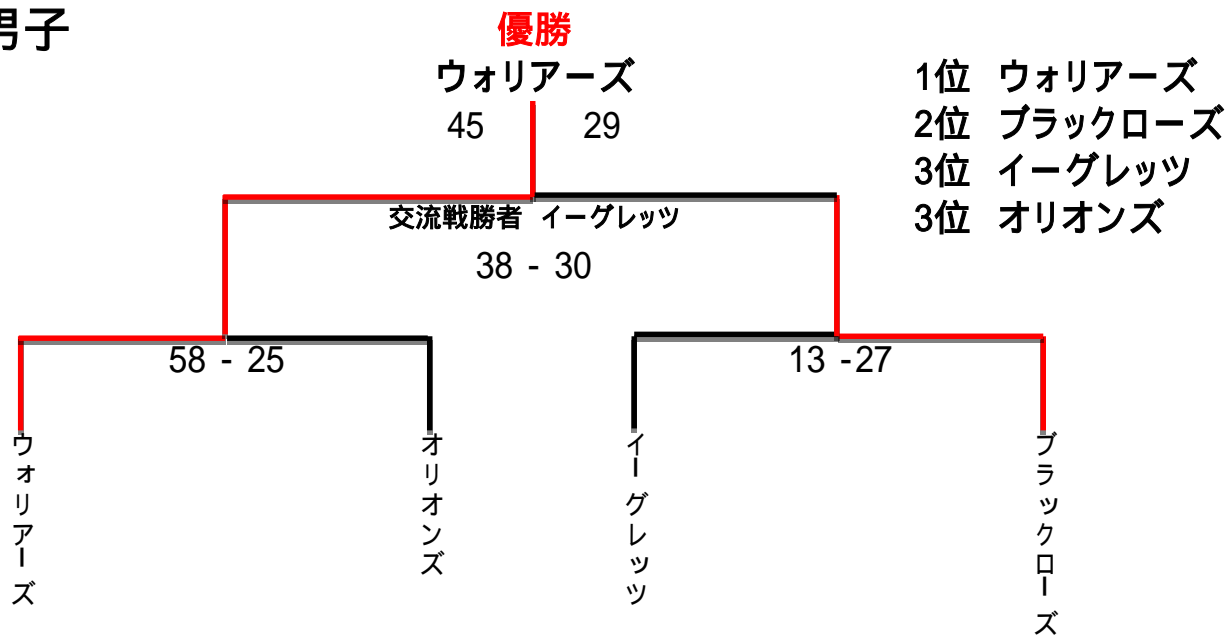 男子
優勝
ウォリアーズ
45 29
1位 ウォリアーズ
2位 ブラックローズ
3位 イーグレッツ
3位 オリオンズ
交流戦勝者 イーグレッツ
38 - 30
58 - 25
13 -27
ウォリアーズ
オリオンズ
イーグレッツ
ブラックローズ